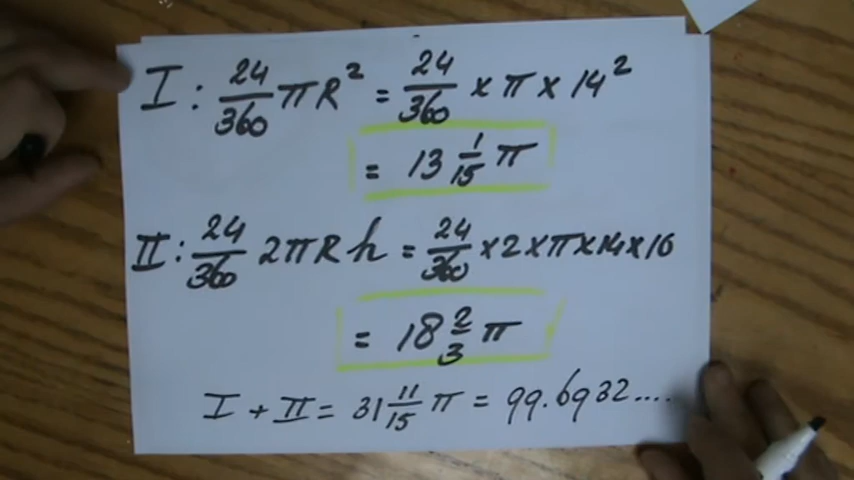 I : 24/360 πR² = 24/360 × π × 14²
= 13 1/15 π
II : 24/360 2πRh = 24/360 ×2×π×14×10
= 18 2/3 π
I + II = 31 11/15 π = 99.6932....